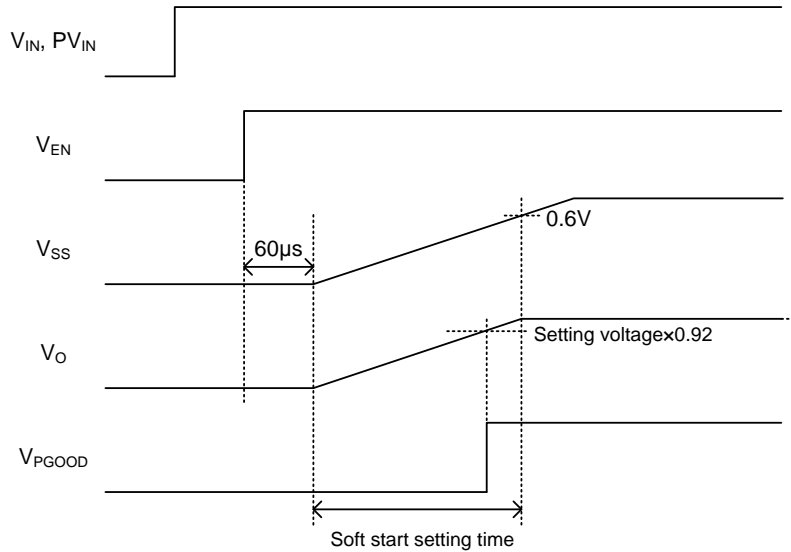 VIN, PVIN
VEN
VSS
60µs
0.6V
VO
Setting voltage×0.92
VPGOOD
Soft start setting time